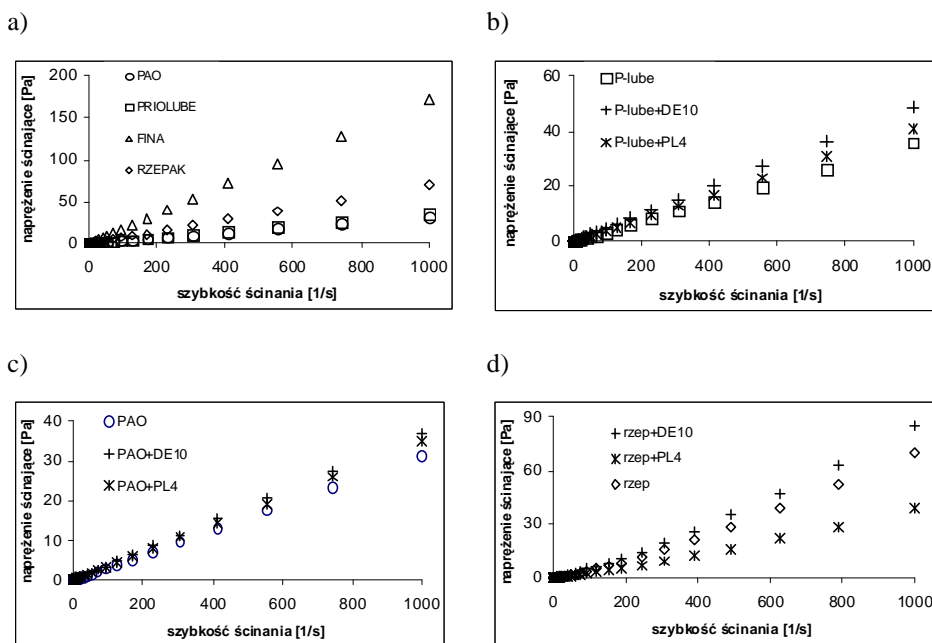 a)
naprężenie ścinające [Pa]
200
150
100
50
0
PAO
PRIOLUBE
FINA
RZEPAK
0 200 400 600 800 1000
szybkość ścinania [1/s]
b)
naprężenie ścinające [Pa]
60
40
20
0
P-lube
P-lube+DE10
P-lube+PL4
0 200 400 600 800 1000
szybkość ścinania [1/s]
c)
naprężenie ścinające [Pa]
40
30
20
10
0
PAO
PAO+DE10
PAO+PL4
0 200 400 600 800 1000
szybkość ścinania [1/s]
d)
naprężenie ścinające [Pa]
90
60
30
0
rzep+DE10
rzep+PL4
rzep
0 200 400 600 800 1000
szybkość ścinania [1/s]